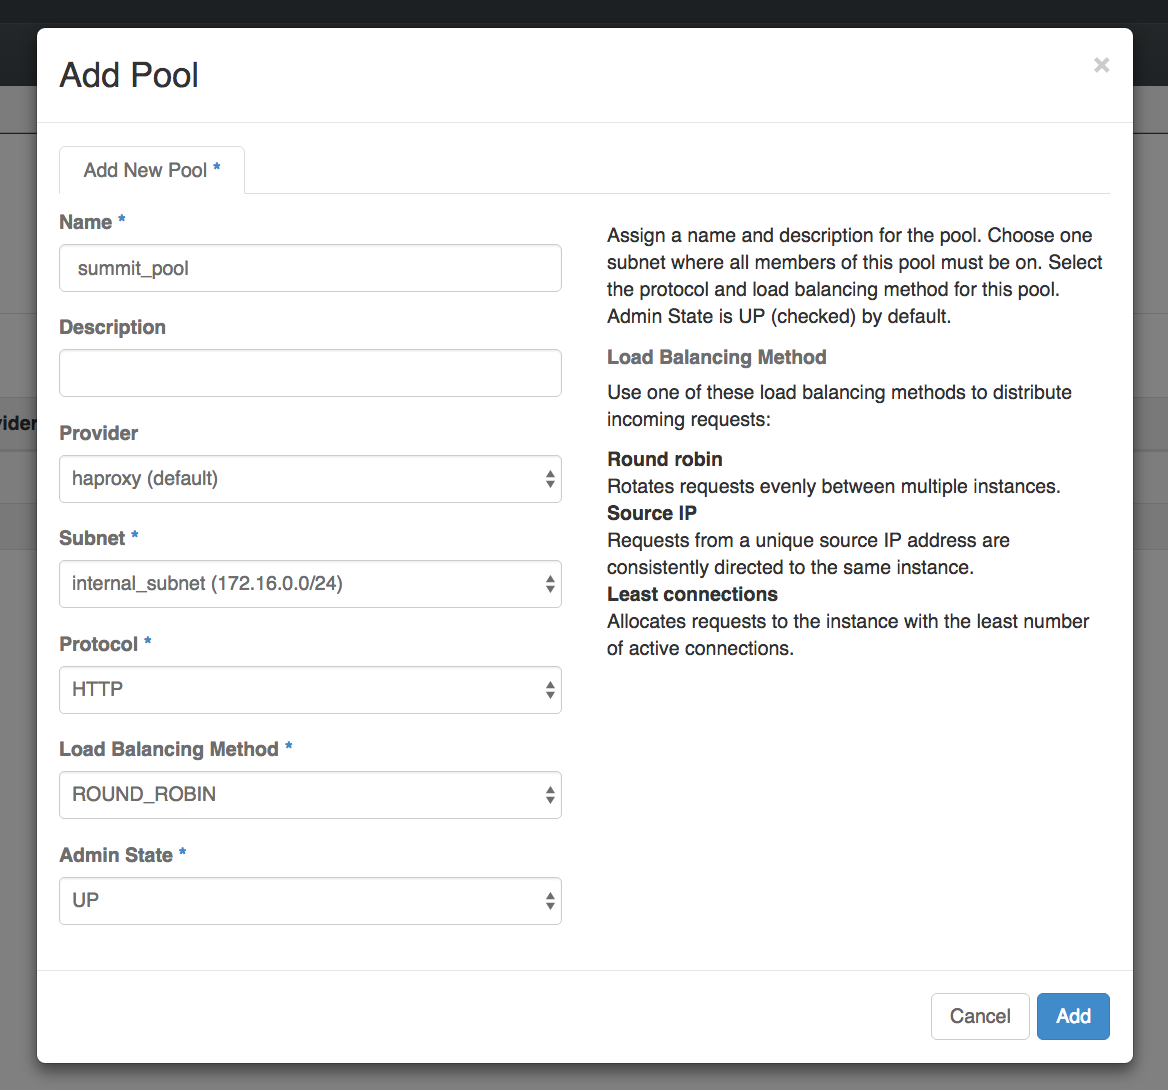 Add Pool
×
Add New Pool *
Name *
summit_pool
Description
Provider
haproxy (default)
Subnet *
internal_subnet (172.16.0.0/24)
Protocol *
HTTP
Load Balancing Method *
ROUND_ROBIN
Admin State *
UP
Assign a name and description for the pool. Choose one
subnet where all members of this pool must be on. Select
the protocol and load balancing method for this pool.
Admin State is UP (checked) by default.
Load Balancing Method
Use one of these load balancing methods to distribute
incoming requests:
Round robin
Rotates requests evenly between multiple instances.
Source IP
Requests from a unique source IP address are
consistently directed to the same instance.
Least connections
Allocates requests to the instance with the least number
of active connections.
Cancel
Add